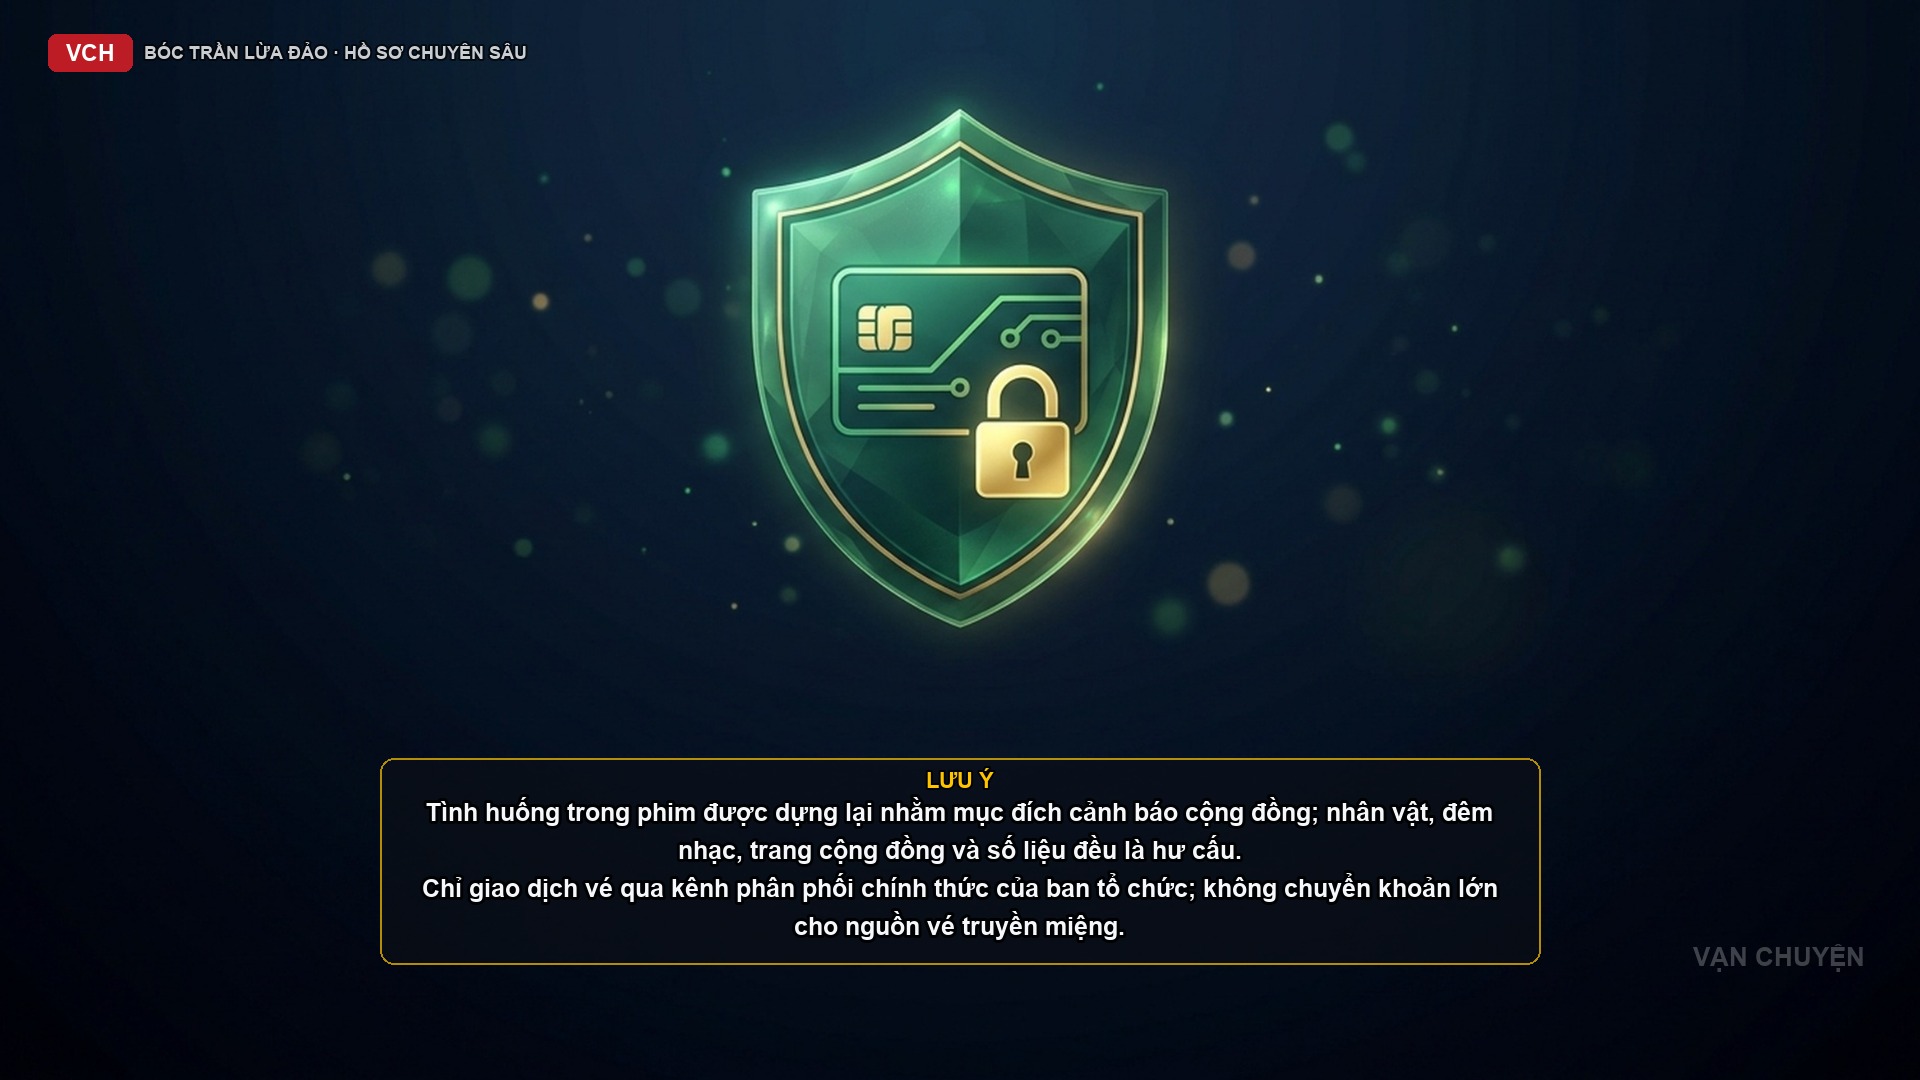 VCH BÓC TRẦN LỪA ĐẢO · HỒ SƠ CHUYÊN SÂU
LƯU Ý
Tình huống trong phim được dựng lại nhằm mục đích cảnh báo cộng đồng; nhân vật, đêm
nhạc, trang cộng đồng và số liệu đều là hư cấu.
Chỉ giao dịch vé qua kênh phân phối chính thức của ban tổ chức; không chuyển khoản lớn
cho nguồn vé truyền miệng.
VẠN CHUYỆN